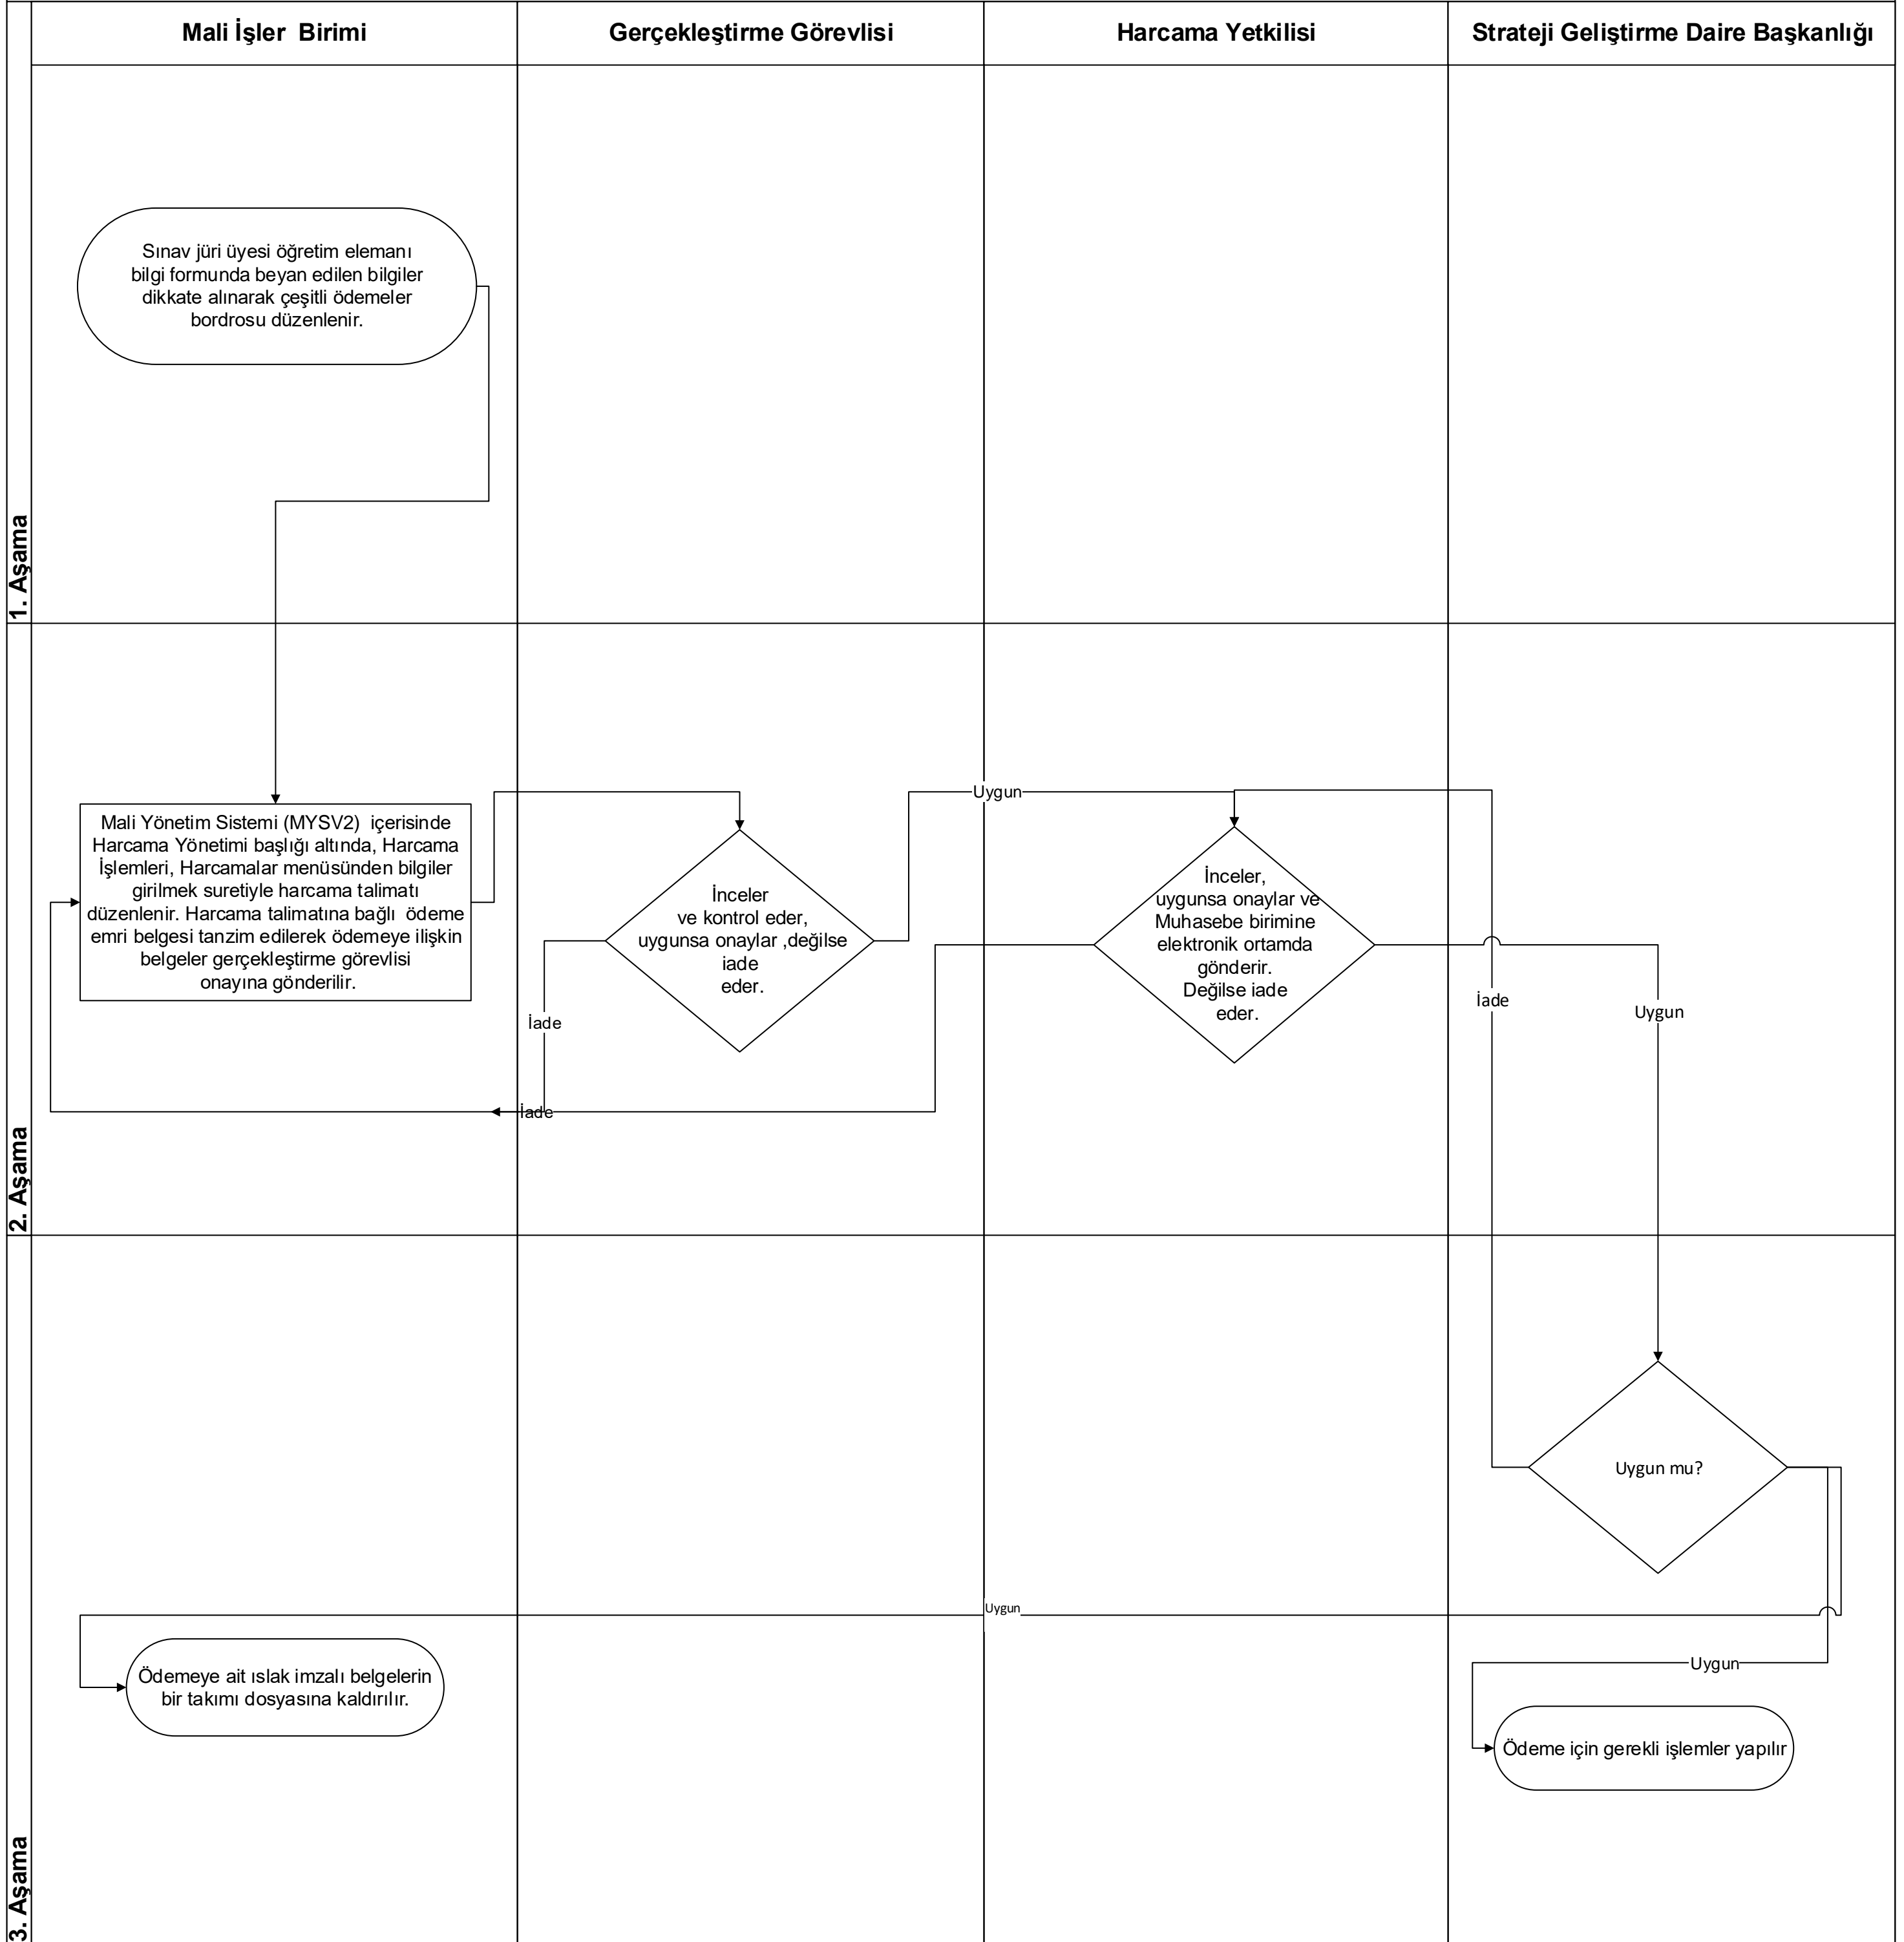 Mali İşler  Birimi
Gerçekleştirme Görevlisi
Harcama Yetkilisi
Strateji Geliştirme Daire Başkanlığı
1. Aşama
Sınav jüri üyesi öğretim elemanı
bilgi formunda beyan edilen bilgiler
dikkate alınarak çeşitli ödemeler
bordrosu düzenlenir.
2. Aşama
Mali Yönetim Sistemi (MYSV2)  içerisinde
Harcama Yönetimi başlığı altında, Harcama
İşlemleri, Harcamalar menüsünden bilgiler
girilmek suretiyle harcama talimatı
düzenlenir. Harcama talimatına bağlı  ödeme
emri belgesi tanzim edilerek ödemeye ilişkin
belgeler gerçekleştirme görevlisi
onayına gönderilir.
İnceler
ve kontrol eder,
uygunsa onaylar ,değilse
iade
eder.
Uygun
İade
İade
İnceler,
uygunsa onaylar ve
Muhasebe birimine
elektronik ortamda
gönderir.
Değilse iade
eder.
İade
Uygun
3. Aşama
Uygun mu?
Uygun
Uygun
Ödemeye ait ıslak imzalı belgelerin
bir takımı dosyasına kaldırılır.
Ödeme için gerekli işlemler yapılır